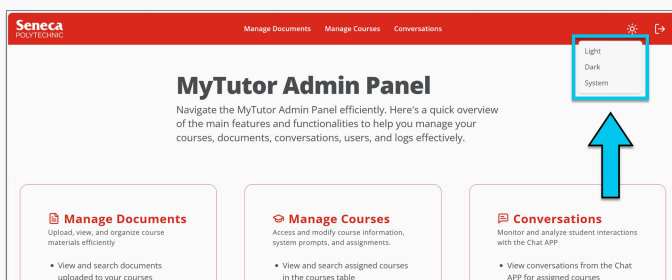 Seneca
POLYTECHNIC
Manage Documents Manage Courses Conversations
Light
Dark
System
MyTutor Admin Panel
Navigate the MyTutor Admin Panel efficiently. Here's a quick overview
of the main features and functionalities to help you manage your
courses, documents, conversations, users, and logs effectively.
Manage Documents
Upload, view, and organize course
materials efficiently
• View and search documents
uploaded to your courses
Manage Courses
Access and modify course information,
system prompts, and assignments.
• View and search assigned courses
in the courses table
Conversations
Monitor and analyze student interactions
with the Chat APP
• View conversations from the Chat
APP for assigned courses